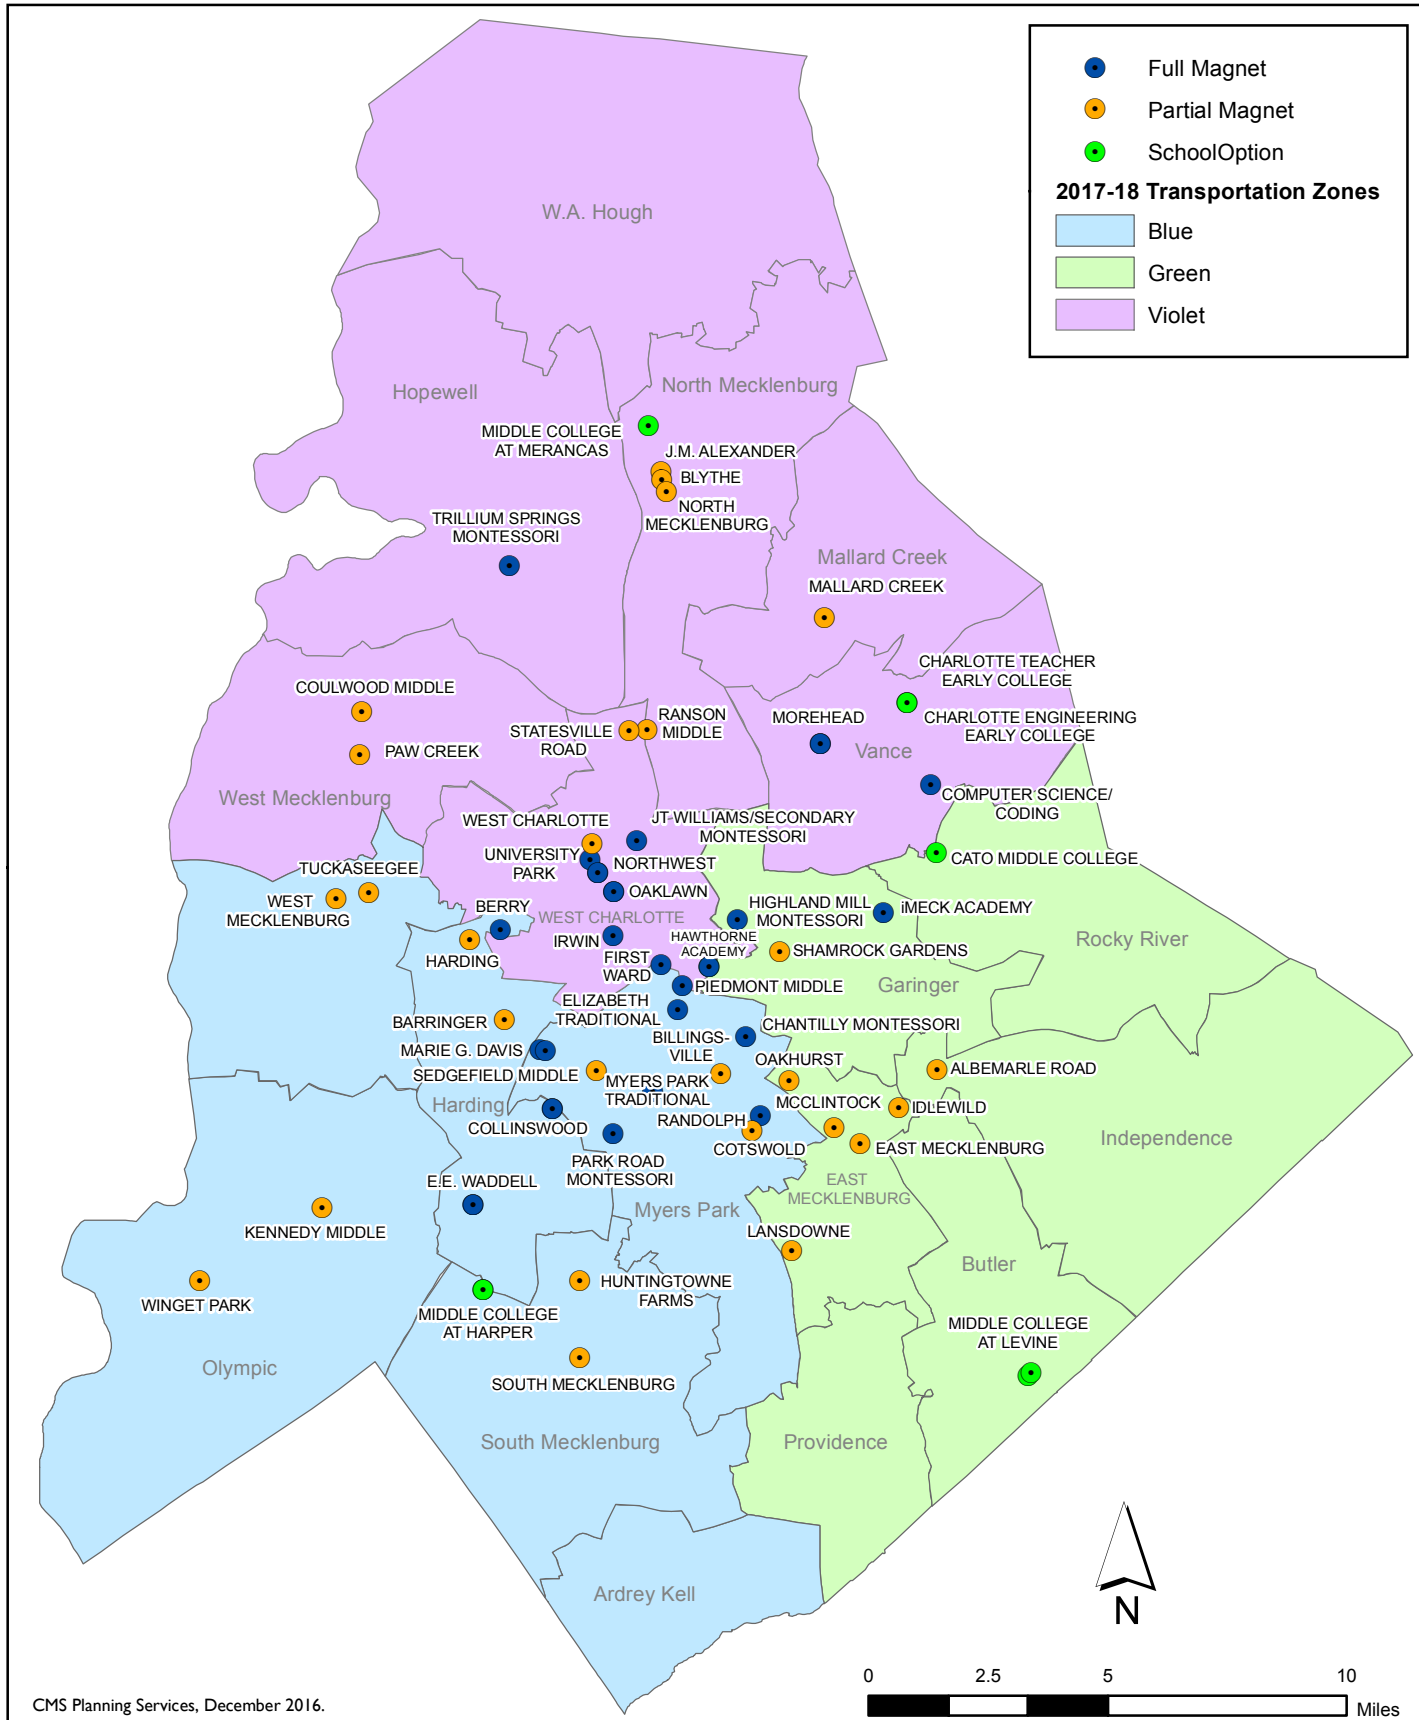 Full Magnet
Partial Magnet
SchoolOption
2017-18 Transportation Zones
Blue
Green
Violet
W.A. Hough
Hopewell
North Mecklenburg
MIDDLE COLLEGE
AT MERANCAS
J.M. ALEXANDER
BLYTHE
NORTH
MECKLENBURG
TRILLIUM SPRINGS
MONTESSORI
Mallard Creek
MALLARD CREEK
CHARLOTTE TEACHER
EARLY COLLEGE
COULWOOD MIDDLE
STATESVILLE
ROAD
RANSON
MIDDLE
MOREHEAD
CHARLOTTE ENGINEERING
EARLY COLLEGE
PAW CREEK
Vance
West Mecklenburg
COMPUTER SCIENCE/
CODING
WEST CHARLOTTE
JT WILLIAMS/SECONDARY
MONTESSORI
UNIVERSITY
PARK
NORTHWEST
CATO MIDDLE COLLEGE
TUCKASEEGEE
OAKLAWN
WEST
MECKLENBURG
BERRY
WEST CHARLOTTE
HIGHLAND MILL
MONTESSORI
iMECK ACADEMY
HARDING
IRWIN
HAWTHORNE
ACADEMY
SHAMROCK GARDENS
Rocky River
FIRST
WARD
PIEDMONT MIDDLE
Garinger
ELIZABETH
TRADITIONAL
BARRINGER
CHANTILLY MONTESSORI
BILLINGS-
VILLE
MARIE G. DAVIS
OAKHURST
SEDGEFIELD MIDDLE
MYERS PARK
TRADITIONAL
ALBEMARLE ROAD
Harding
MCCLINTOCK
IDLEWILD
COLLINSWOOD
RANDOLPH
COTSWOLD
EAST MECKLENBURG
Independence
PARK ROAD
MONTESSORI
E.E. WADDELL
EAST
MECKLENBURG
Myers Park
KENNEDY MIDDLE
LANSDOWNE
Butler
WINGET PARK
HUNTINGTOWNE
FARMS
MIDDLE COLLEGE
AT HARPER
MIDDLE COLLEGE
AT LEVINE
Olympic
SOUTH MECKLENBURG
South Mecklenburg
Providence
Ardrey Kell
N
0 2.5 5 10
Miles
CMS Planning Services, December 2016.